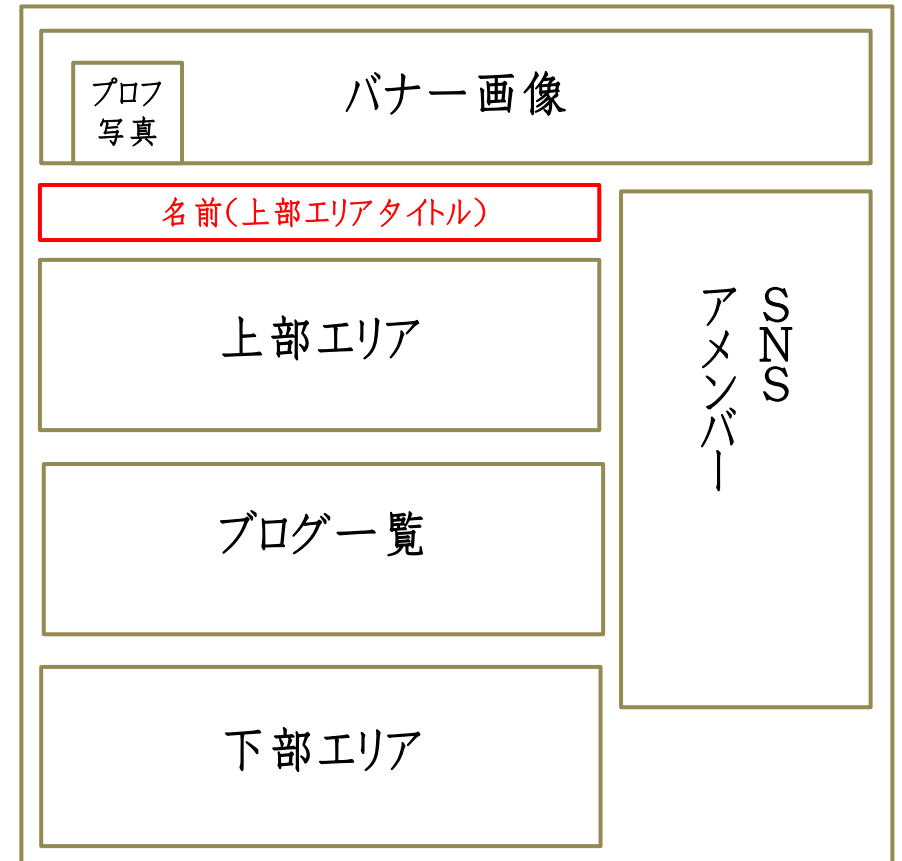 プロフ
写真
バナー画像
名前(上部エリアタイトル)
上部エリア
SNS
アメンバー
ブログ一覧
下部エリア